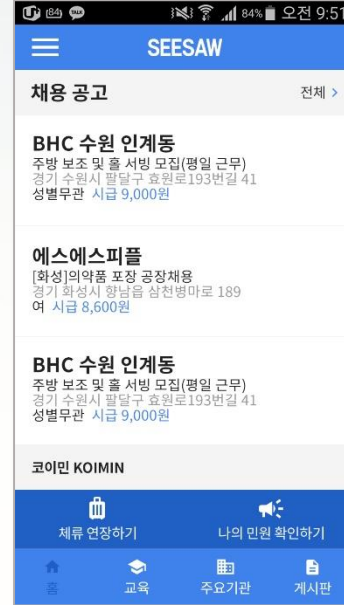 84 84% 오전 9:51
SEESAW
채용 공고 전체 >
BHC 수원 인계동
주방 보조 및 홀 서빙 모집(평일 근무)
경기 수원시 팔달구 효원로193번길 41
성별무관 시급 9,000원
에스에스피플
[화성]의약품 포장 공장채용
경기 화성시 향남읍 삼천병마로 189
여 시급 8,600원
BHC 수원 인계동
주방 보조 및 홀 서빙 모집(평일 근무)
경기 수원시 팔달구 효원로193번길 41
성별무관 시급 9,000원
코이민 KOIMIN
체류 연장하기 나의 민원 확인하기
홈 교육 주요기관 게시판